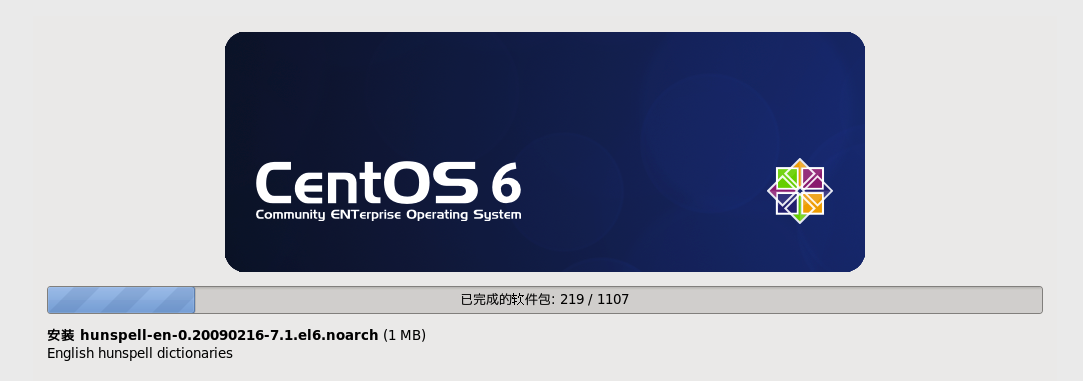 CentOS 6
Community ENTerprise Operating System
已完成的软件包: 219 / 1107
安装 hunspell-en-0.20090216-7.1.el6.noarch (1 MB)
English hunspell dictionaries